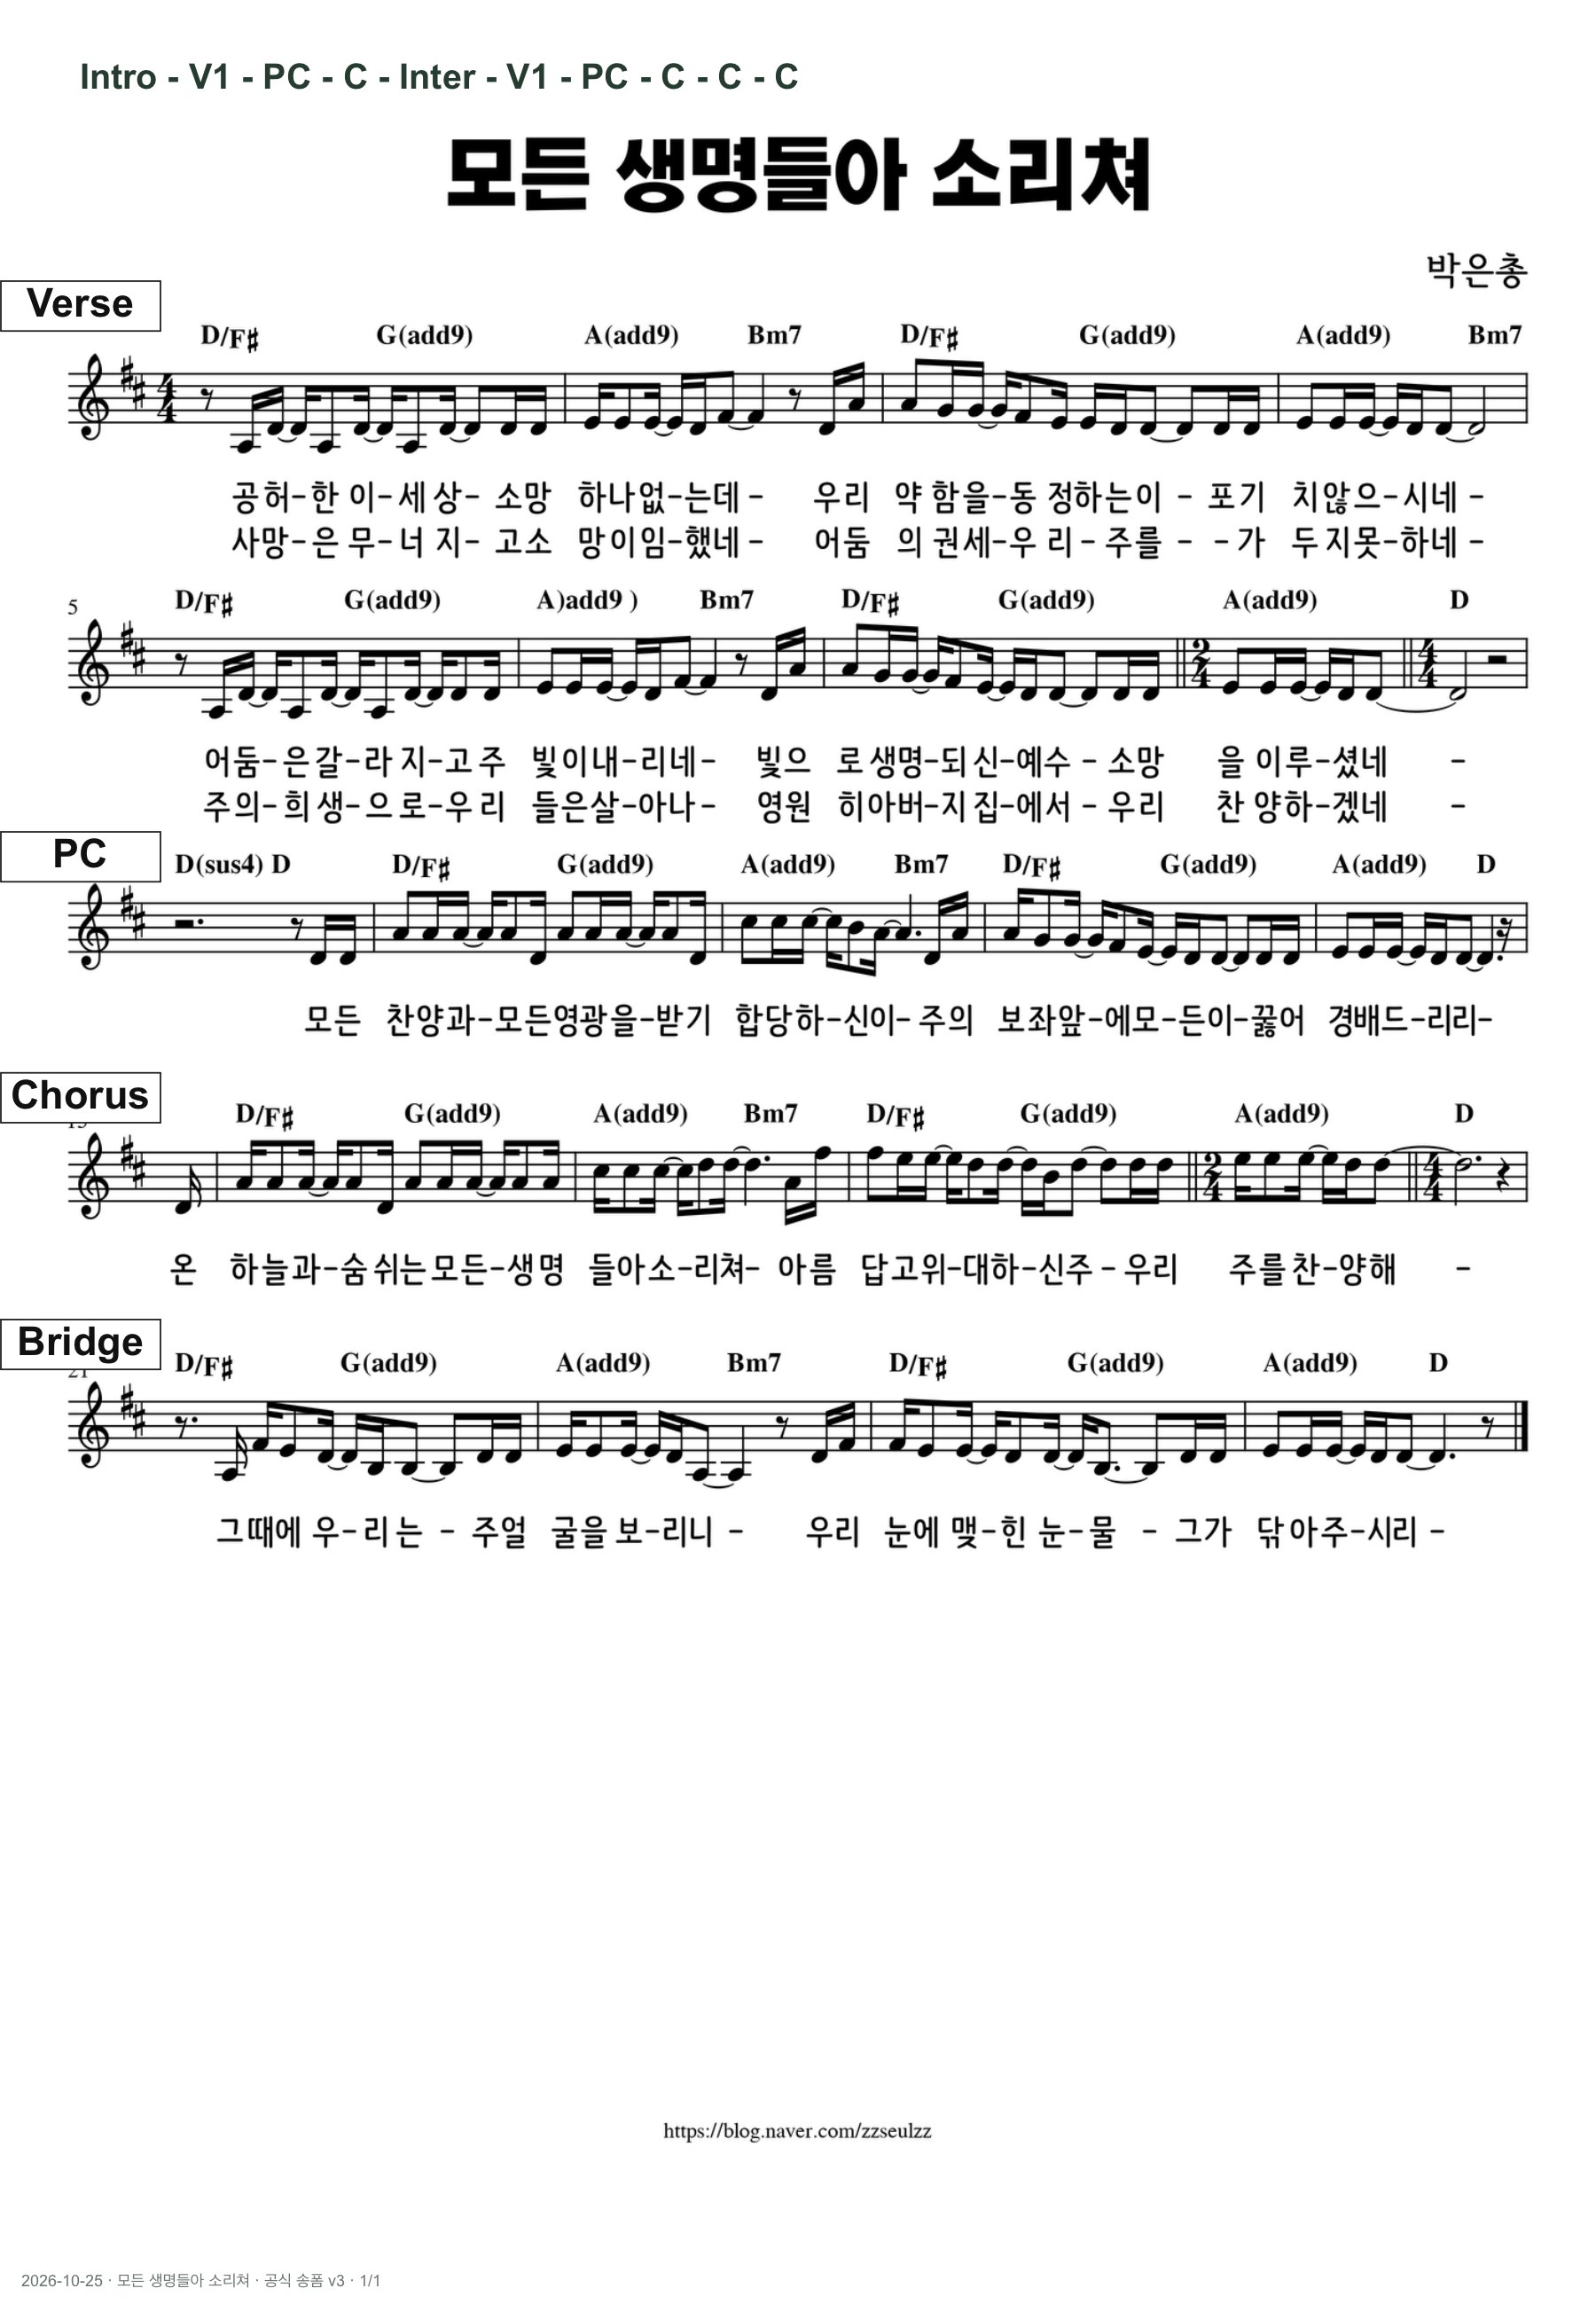 Intro - V1 - PC - C - Inter - V1 - PC - C - C - C
모든 생명들아 소리쳐
박은총
Verse
D/F♯ G(add9) A(add9) Bm7 D/F♯ G(add9) A(add9) Bm7
4/4
공허-한 이-세상- 소망 하나없-는데- 우리 약 함을-동 정하는이 - 포기 치않으-시네-
사망-은 무-너 지- 고소 망이임-했네- 어둠 의 권세-우 리- 주를 - - 가 두지못-하네-
5
D/F♯ G(add9) A)add9 ) Bm7 D/F♯ G(add9) A(add9) D
2/4 4/4
어둠-은갈-라 지-고 주 빛이내-리네- 빛으 로 생명-되신-예수 - 소망 을 이루-셨네 -
주의-희생-으로-우리 들은살-아나- 영원 히아버-지집-에서 - 우리 찬 양하-겠네 -
PC
D(sus4) D D/F♯ G(add9) A(add9) Bm7 D/F♯ G(add9) A(add9) D
모든 찬양과-모든영광을-받기 합당하-신이- 주의 보좌앞-에모-든이-꿇어 경배드-리리-
Chorus
D/F♯ G(add9) A(add9) Bm7 D/F♯ G(add9) A(add9) D
2/4 4/4
온 하늘과-숨 쉬는모든-생명 들아소-리쳐- 아름 답고위-대하-신주 - 우리 주를찬-양해 -
Bridge
21
D/F♯ G(add9) A(add9) Bm7 D/F♯ G(add9) A(add9) D
그때에 우-리는 - 주얼 굴을 보-리니 - 우리 눈에 맺-힌 눈-물 - 그가 닦아주-시리 -
https://blog.naver.com/zzseulzz
2026-10-25 · 모든 생명들아 소리쳐 · 공식 송폼 v3 · 1/1